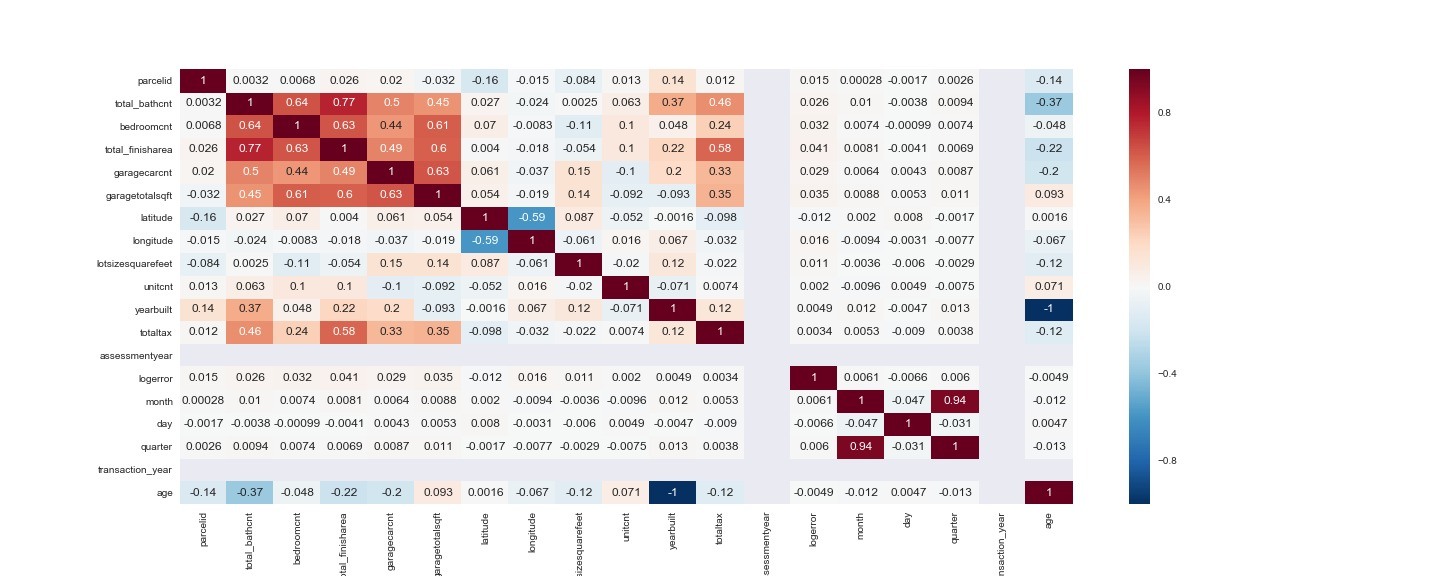 parcelid 1 0.0032 0.0068 0.026 0.02 -0.032 -0.16 -0.015 -0.084 0.013 0.14 0.012 0.015 0.00028 -0.0017 0.0026 -0.14
total_bathcnt 0.0032 1 0.64 0.77 0.5 0.45 0.027 -0.024 0.0025 0.063 0.37 0.46 0.026 0.01 -0.0038 0.0094 -0.37
0.8
bedroomcnt 0.0068 0.64 1 0.63 0.44 0.61 0.07 -0.0083 -0.11 0.1 0.048 0.24 0.032 0.0074 -0.00099 0.0074 -0.048
total_finisharea 0.026 0.77 0.63 1 0.49 0.6 0.004 -0.018 -0.054 0.1 0.22 0.58 0.041 0.0081 -0.0041 0.0069 -0.22
garagecarcnt 0.02 0.5 0.44 0.49 1 0.63 0.061 -0.037 0.15 -0.1 0.2 0.33 0.029 0.0064 0.0043 0.0087 -0.2
garagetotalsqft -0.032 0.45 0.61 0.6 0.63 1 0.054 -0.019 0.14 -0.092 -0.093 0.35 0.035 0.0088 0.0053 0.011 0.093
0.4
latitude -0.16 0.027 0.07 0.004 0.061 0.054 1 -0.59 0.087 -0.052 -0.0016 -0.098 -0.012 0.002 0.008 -0.0017 0.0016
longitude -0.015 -0.024 -0.0083 -0.018 -0.037 -0.019 -0.59 1 -0.061 0.016 0.067 -0.032 0.016 -0.0094 -0.0031 -0.0077 -0.067
lotsizesquarefeet -0.084 0.0025 -0.11 -0.054 0.15 0.14 0.087 -0.061 1 -0.02 0.12 -0.022 0.011 -0.0036 -0.006 -0.0029 -0.12
unitcnt 0.013 0.063 0.1 0.1 -0.1 -0.092 -0.052 0.016 -0.02 1 -0.071 0.0074 0.002 -0.0096 0.0049 -0.0075 0.071
0.0
yearbuilt 0.14 0.37 0.048 0.22 0.2 -0.093 -0.0016 0.067 0.12 -0.071 1 0.12 0.0049 0.012 -0.0047 0.013 -1
totaltax 0.012 0.46 0.24 0.58 0.33 0.35 -0.098 -0.032 -0.022 0.0074 0.12 1 0.0034 0.0053 -0.009 0.0038 -0.12
assessmentyear
−0.4
logerror 0.015 0.026 0.032 0.041 0.029 0.035 -0.012 0.016 0.011 0.002 0.0049 0.0034 1 0.0061 -0.0066 0.006 -0.0049
month 0.00028 0.01 0.0074 0.0081 0.0064 0.0088 0.002 -0.0094 -0.0036 -0.0096 0.012 0.0053 0.0061 1 -0.047 0.94 -0.012
day -0.0017 -0.0038 -0.00099 -0.0041 0.0043 0.0053 0.008 -0.0031 -0.006 0.0049 -0.0047 -0.009 -0.0066 -0.047 1 -0.031 0.0047
quarter 0.0026 0.0094 0.0074 0.0069 0.0087 0.011 -0.0017 -0.0077 -0.0029 -0.0075 0.013 0.0038 0.006 0.94 -0.031 1 -0.013
−0.8
transaction_year
age -0.14 -0.37 -0.048 -0.22 -0.2 0.093 0.0016 -0.067 -0.12 0.071 -1 -0.12 -0.0049 -0.012 0.0047 -0.013 1
parcelid
total_bathcnt
bedroomcnt
otal_finisharea
garagecarcnt
garagetotalsqft
latitude
longitude
sizesquarefeet
unitcnt
yearbuilt
totaltax
sessmentyear
logerror
month
day
quarter
nsaction_year
age